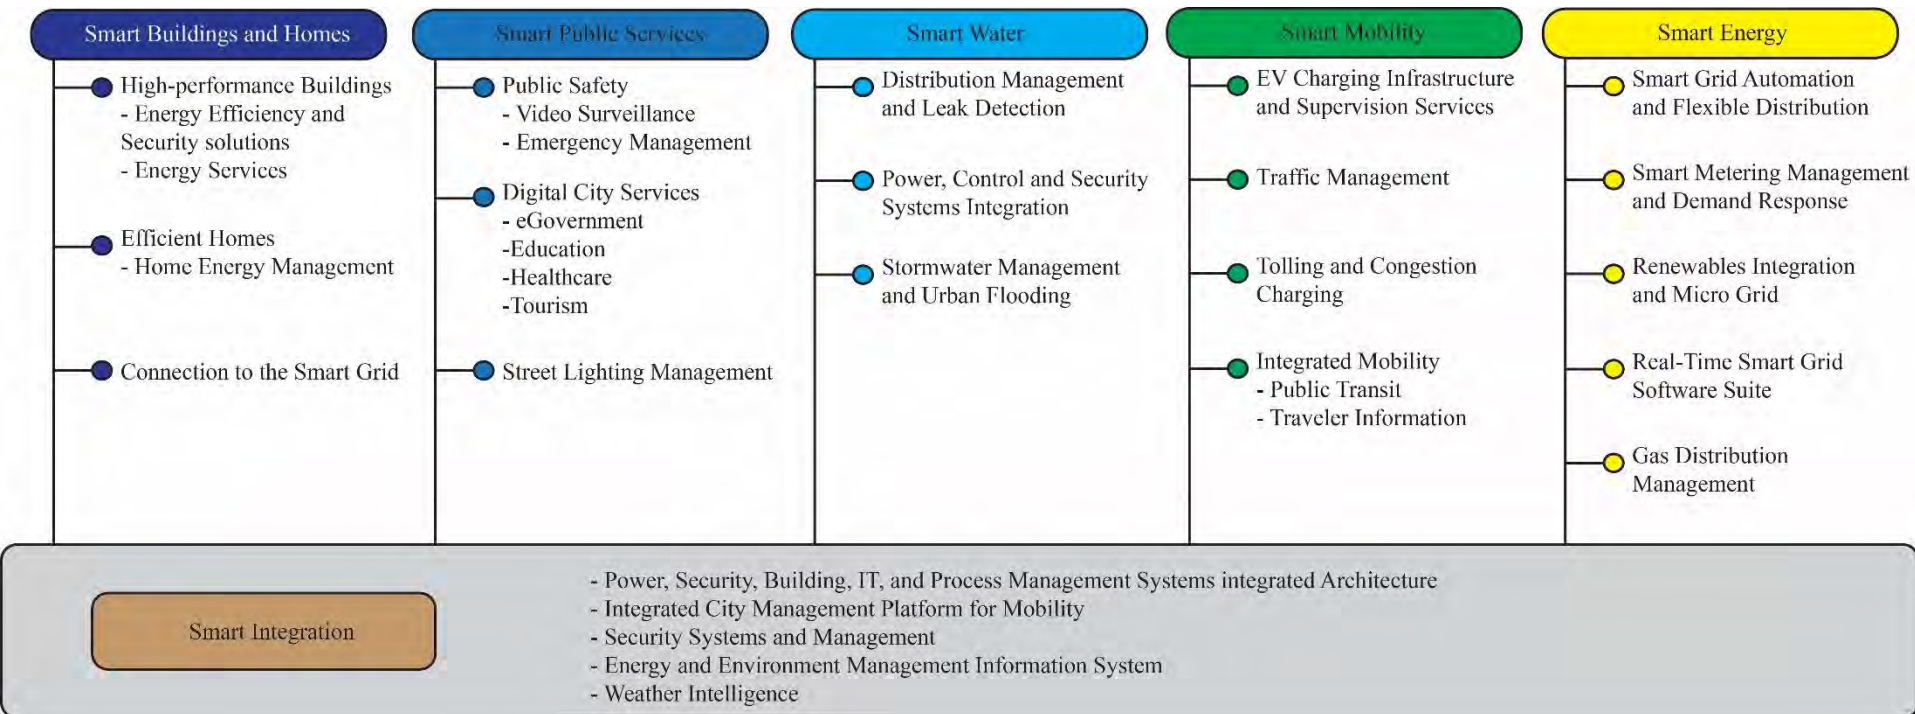 Smart Buildings and Homes
High-performance Buildings
- Energy Efficiency and
Security solutions
- Energy Services
Efficient Homes
- Home Energy Management
Connection to the Smart Grid
Smart Public Services
Public Safety
- Video Surveillance
- Emergency Management
Digital City Services
- eGovernment
-Education
-Healthcare
-Tourism
Street Lighting Management
Smart Water
Distribution Management
and Leak Detection
Power, Control and Security
Systems Integration
Stormwater Management
and Urban Flooding
Smart Mobility
EV Charging Infrastructure
and Supervision Services
Traffic Management
Tolling and Congestion
Charging
Integrated Mobility
- Public Transit
- Traveler Information
Smart Energy
Smart Grid Automation
and Flexible Distribution
Smart Metering Management
and Demand Response
Renewables Integration
and Micro Grid
Real-Time Smart Grid
Software Suite
Gas Distribution
Management
Smart Integration
- Power, Security, Building, IT, and Process Management Systems integrated Architecture
- Integrated City Management Platform for Mobility
- Security Systems and Management
- Energy and Environment Management Information System
- Weather Intelligence